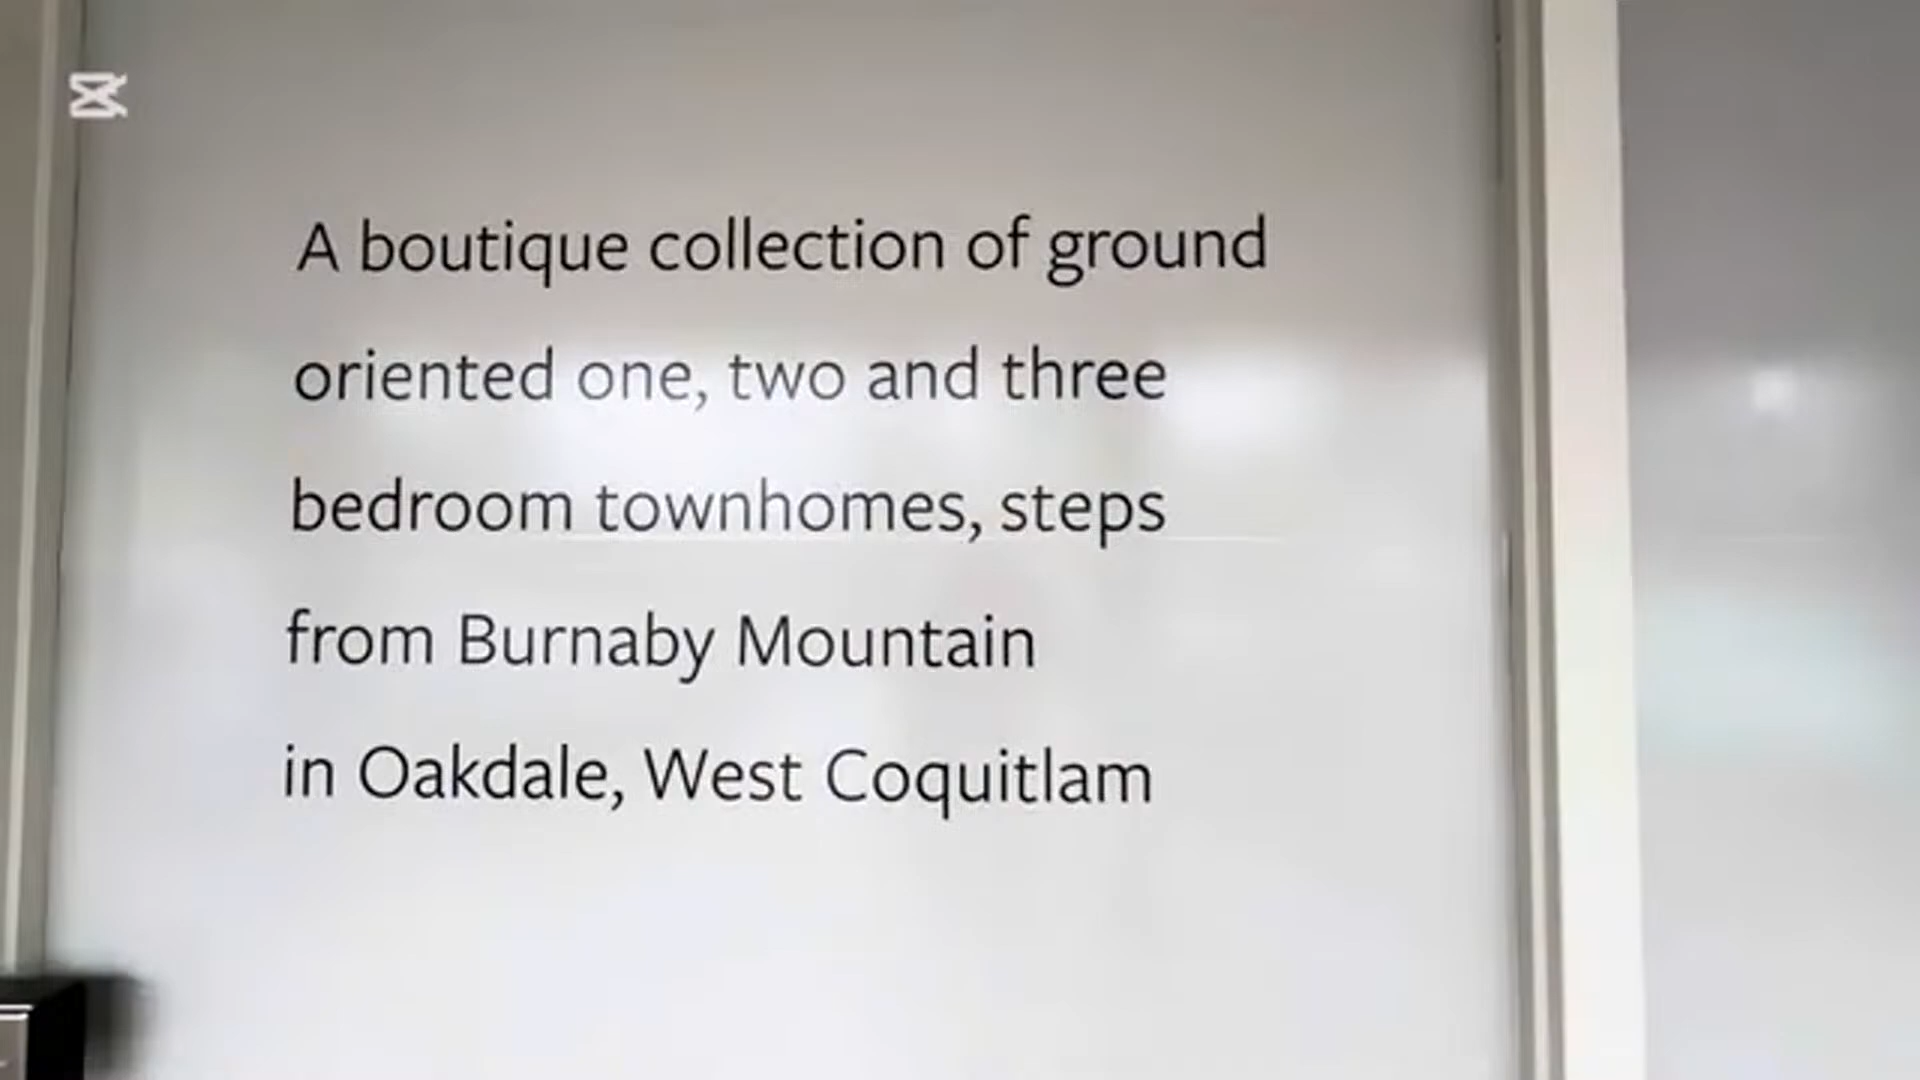 A boutique collection of ground
oriented one, two and three
bedroom townhomes, steps
from Burnaby Mountain
in Oakdale, West Coquitlam